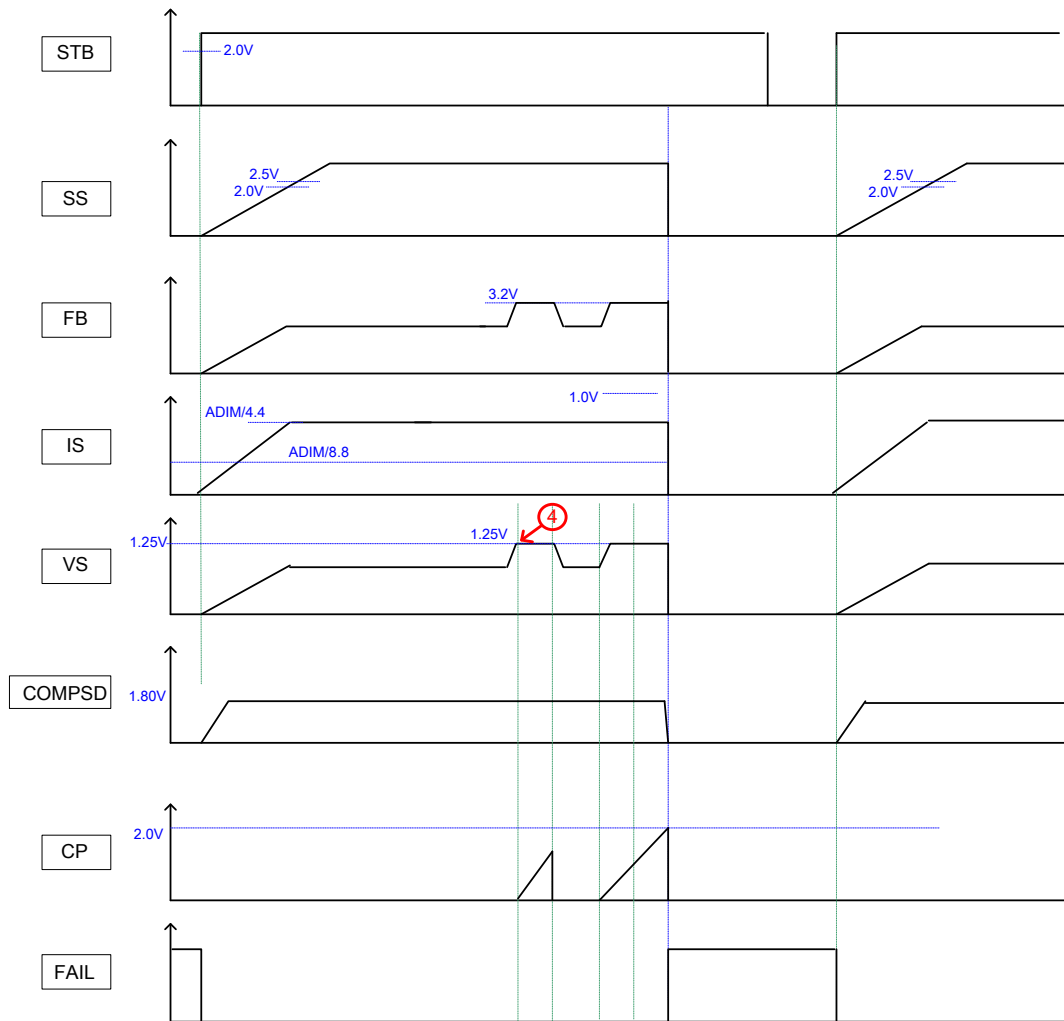 STB
2.0V
SS
2.5V
2.0V
2.5V
2.0V
FB
3.2V
IS
ADIM/4.4
1.0V
ADIM/8.8
VS
1.25V
1.25V
4
COMPSD
1.80V
CP
2.0V
FAIL